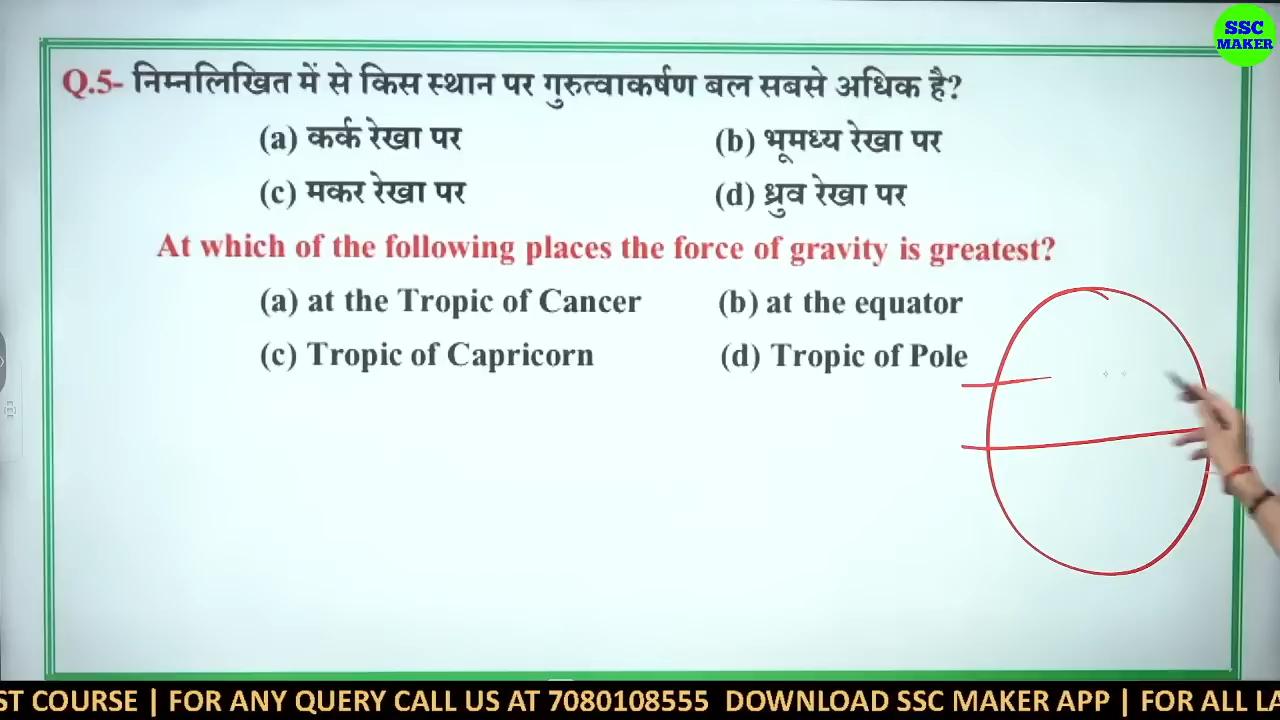 SSC
MAKER
Q.5- निम्नलिखित में से किस स्थान पर गुरुत्वाकर्षण बल सबसे अधिक है?
(a) कर्क रेखा पर (b) भूमध्य रेखा पर
(c) मकर रेखा पर (d) ध्रुव रेखा पर
At which of the following places the force of gravity is greatest?
(a) at the Tropic of Cancer (b) at the equator
(c) Tropic of Capricorn (d) Tropic of Pole
ST COURSE | FOR ANY QUERY CALL US AT 7080108555 DOWNLOAD SSC MAKER APP | FOR ALL LA